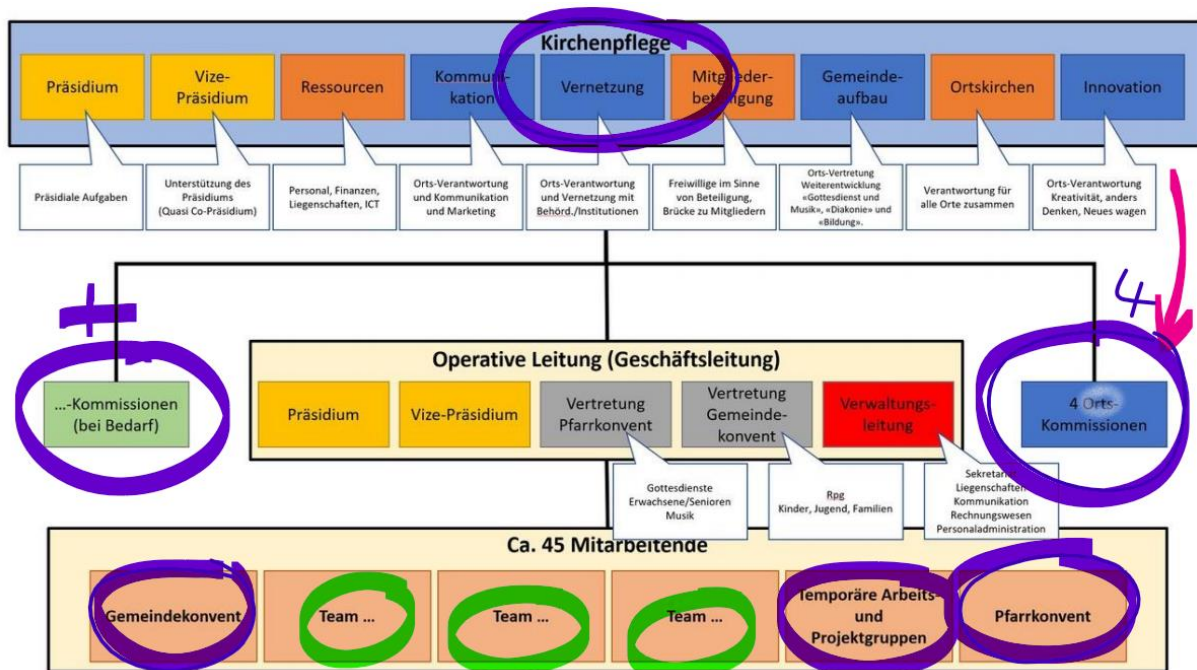 Kirchenpflege
Präsidium
Vize-
Präsidium
Ressourcen
Kommuni-
kation
Vernetzung
Mitglieder-
beteiligung
Gemeinde-
aufbau
Ortskirchen
Innovation
Präsidiale Aufgaben
Unterstützung des
Präsidiums
(Quasi Co-Präsidium)
Personal, Finanzen,
Liegenschaften, ICT
Orts-Verantwortung
und Kommunikation
und Marketing
Orts-Verantwortung
und Vernetzung mit
Behörd./Institutionen
Freiwillige im Sinne
von Beteiligung,
Brücke zu Mitgliedern
Orts-Vertretung
Weiterentwicklung
«Gottesdienst und
Musik», «Diakonie» und
«Bildung».
Verantwortung für
alle Orte zusammen
Orts-Verantwortung
Kreativität, anders
Denken, Neues wagen
+
4
...-Kommissionen
(bei Bedarf)
Operative Leitung (Geschäftsleitung)
Präsidium
Vize-Präsidium
Vertretung
Pfarrkonvent
Vertretung
Gemeinde-
konvent
Verwaltungs-
leitung
4 Orts-
Kommissionen
Gottesdienste
Erwachsene/Senioren
Musik
Rpg
Kinder, Jugend, Familien
Sekretariat
Liegenschaften
Kommunikation
Rechnungswesen
Personaladministration
Ca. 45 Mitarbeitende
Gemeindekonvent
Team ...
Team ...
Team ...
Temporäre Arbeits-
und
Projektgruppen
Pfarrkonvent